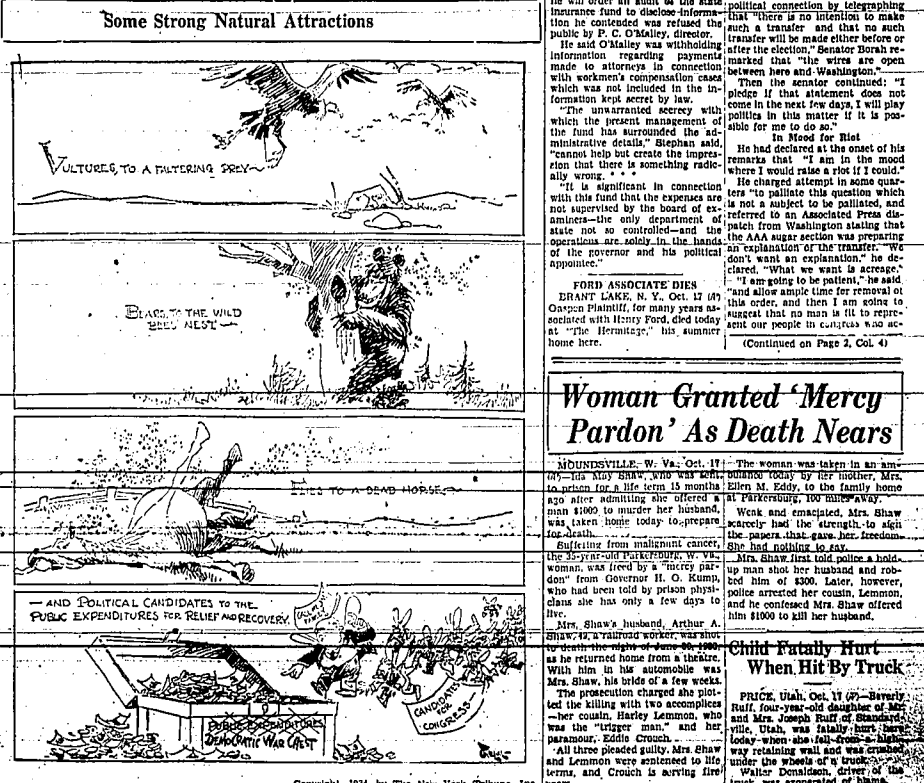 Some Strong Natural Attractions
VULTURES, TO A FALTERING PREY—
BEARS, TO THE WILD
BEES' NEST—
FLIES TO A DEAD HORSE—
—AND POLITICAL CANDIDATES TO THE
PUBLIC EXPENDITURES FOR RELIEF AND RECOVERY.
CANDIDATES
FOR
CONGRESS
PUBLIC EXPENDITURES
DEMOCRATIC WAR CHEST
Copyright, 1934, by The New York Tribune, Inc.
he will order an audit of the state
insurance fund to disclose informa-
tion he contended was refused the
public by P. C. O'Malley, director.
He said O'Malley was withholding
information regarding payments
made to attorneys in connection
with workmen's compensation cases
which was not included in the in-
formation kept secret by law.
"The unwarranted secrecy with
which the present management of
the fund has surrounded the ad-
ministrative details," Stephan said,
"cannot help but create the impres-
sion that there is something radic-
ally wrong. * * *
"It is significant in connection
with this fund that the expenses are
not supervised by the board of ex-
aminers—the only department of
state not so controlled—and the
operations are solely in the hands
of the governor and his political
appointee."
FORD ASSOCIATE DIES
BRANT LAKE, N. Y., Oct. 17 (AP)
Gaspen Plaintiff, for many years as-
sociated with Henry Ford, died today
at "The Hermitage," his summer
home here.
political connection by telegraphing
that "there is no intention to make
such a transfer and that no such
transfer will be made either before or
after the election," Senator Borah re-
marked that "the wires are open
between here and Washington."
Then the senator continued: "I
pledge if that statement does not
come in the next few days, I will play
politics in this matter if it is pos-
sible for me to do so."
In Mood for Riot
He had declared at the onset of his
remarks that "I am in the mood
where I would raise a riot if I could."
He charged attempt in some quar-
ters "to palliate this question which
is not a subject to be palliated, and
referred to an Associated Press dis-
patch from Washington stating that
the AAA sugar section was preparing
an explanation of the transfer. "We
don't want an explanation," he de-
clared. "What we want is acreage."
"I am going to be patient," he said
"and allow ample time for removal of
this order, and then I am going to
suggest that no man is fit to repre-
sent our people in congress who ac-
(Continued on Page 2, Col. 4)
Woman Granted 'Mercy
Pardon' As Death Nears
MOUNDSVILLE, W. Va., Oct. 17
(AP)—Ida May Shaw, who was sent
to prison for a life term 15 months
ago after admitting she offered a
man $1000 to murder her husband,
was taken home today to prepare
for death.
Suffering from malignant cancer,
the 35-year-old Parkersburg, W. Va.,
woman, was freed by a "mercy par-
don" from Governor H. G. Kump,
who had been told by prison physi-
cians she has only a few days to
live.
Mrs. Shaw's husband, Arthur A.
Shaw, 42, a railroad worker, was shot
to death the night of June
as he returned home from a theatre.
With him in his automobile was
Mrs. Shaw, his bride of a few weeks.
The prosecution charged she plot-
ted the killing with two accomplices
—her cousin, Harley Lemmon, who
was the "trigger man," and her
paramour, Eddie Crouch.
All three pleaded guilty. Mrs. Shaw
and Lemmon were sentenced to life
terms, and Crouch is serving five
The woman was taken in an am-
bulance today by her mother, Mrs.
Ellen M. Eddy, to the family home
at Parkersburg, 100 miles away.
Weak and emaciated, Mrs. Shaw
scarcely had the strength to sign
the papers that gave her freedom.
She had nothing to say.
Mrs. Shaw first told police a hold-
up man shot her husband and rob-
bed him of $300. Later, however,
police arrested her cousin, Lemmon,
and he confessed Mrs. Shaw offered
him $1000 to kill her husband.
Child Fatally Hurt
When Hit By Truck
PRICE, Utah, Oct. 17 (AP)—Beverly
Ruff, four-year-old daughter of Mr.
and Mrs. Joseph Ruff of Standard-
ville, Utah, was fatally hurt here
today when she fell from a high-
way retaining wall and was crushed
under the wheels of a truck.
Walter Donaldson, driver of the
truck was exonerated of blame.